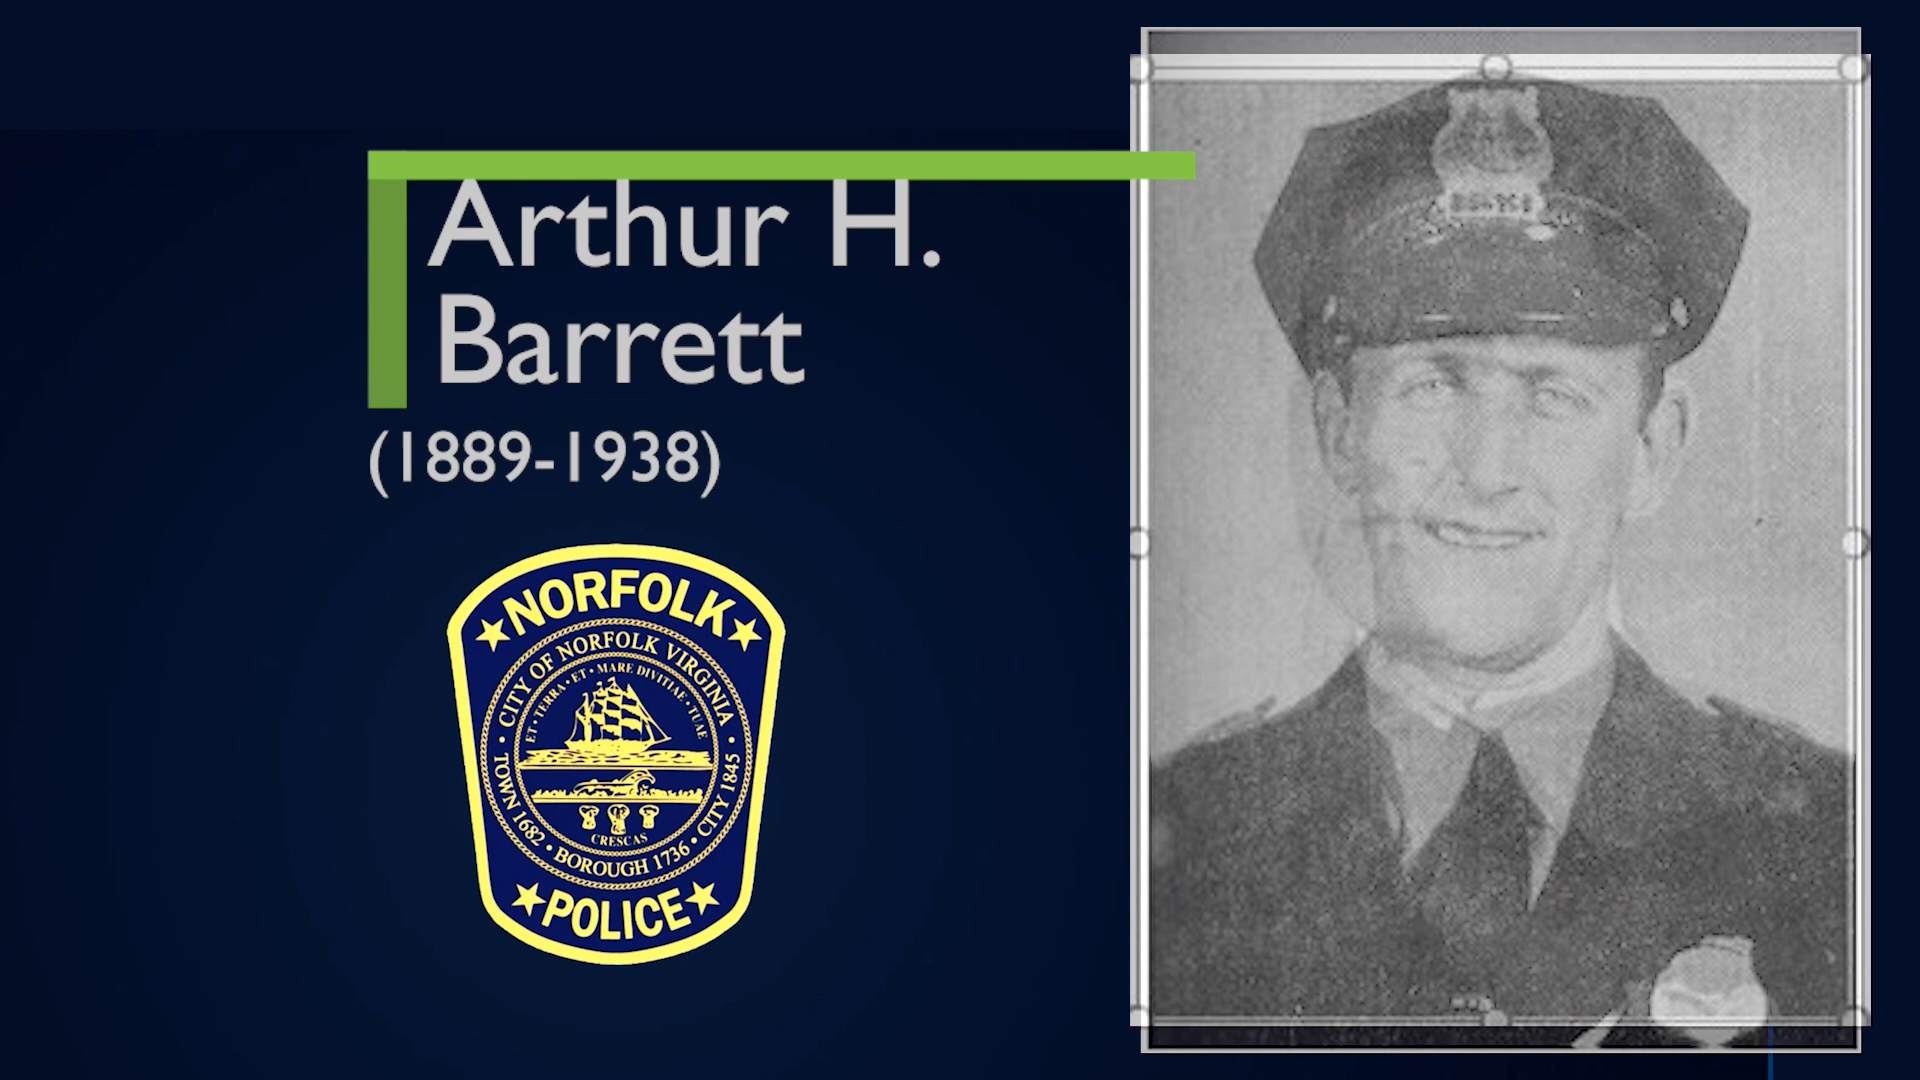 Arthur H.
Barrett
(1889-1938)
NORFOLK
CITY OF NORFOLK VIRGINIA
ET • TERRA • ET • MARE DIVITIAE • TUAE
TOWN 1682 • BOROUGH 1736 • CITY 1845
CRESCAS
POLICE